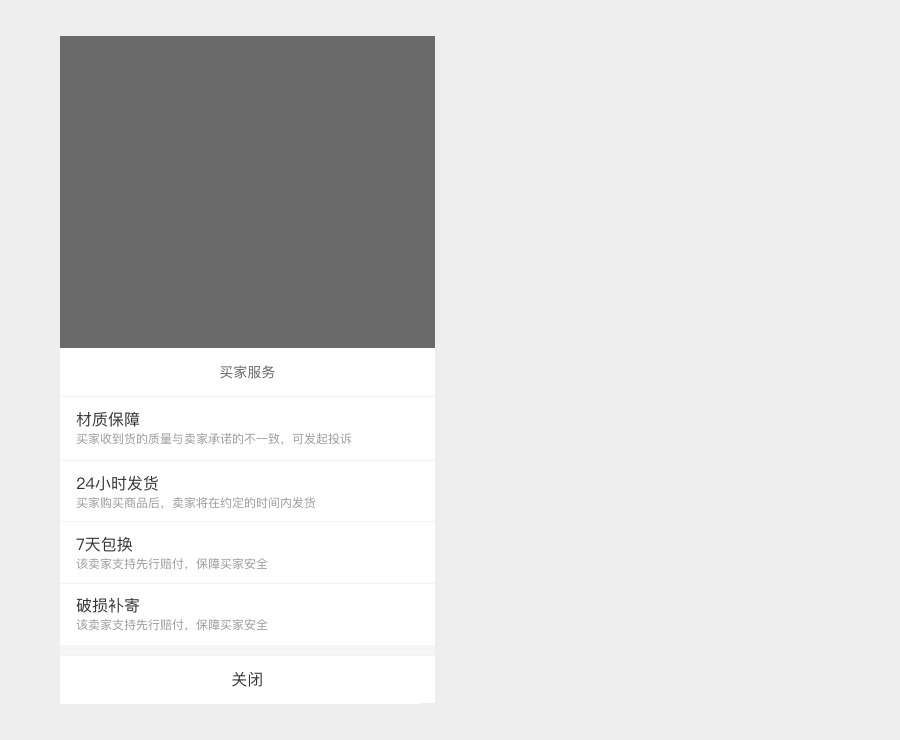 买家服务
材质保障
买家收到货的质量与卖家承诺的不一致，可发起投诉
24小时发货
买家购买商品后，卖家将在约定的时间内发货
7天包换
该卖家支持先行赔付，保障买家安全
破损补寄
该卖家支持先行赔付，保障买家安全
关闭